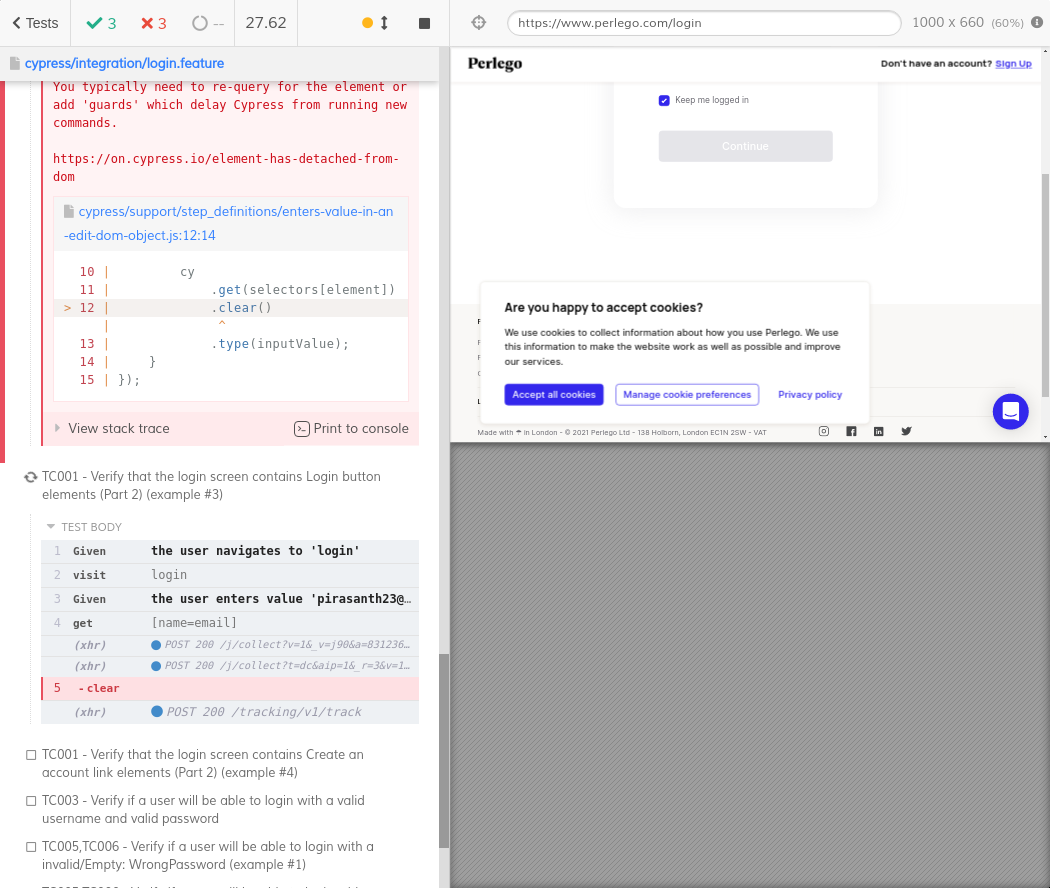 Tests
3
3
--
27.62
https://www.perlego.com/login
1000 x 660 (60%)
cypress/integration/login.feature
You typically need to re-query for the element or
add 'guards' which delay Cypress from running new
commands.
https://on.cypress.io/element-has-detached-from-
dom
cypress/support/step_definitions/enters-value-in-an
-edit-dom-object.js:12:14
10 | cy
11 | .get(selectors[element])
> 12 | .clear()
| ^
13 | .type(inputValue);
14 | }
15 | });
View stack trace
Print to console
TC001 - Verify that the login screen contains Login button
elements (Part 2) (example #3)
TEST BODY
1 Given the user navigates to 'login'
2 visit login
3 Given the user enters value 'pirasanth23@…
4 get [name=email]
(xhr) POST 200 /j/collect?v=1&_v=j90&a=831236…
(xhr) POST 200 /j/collect?t=dc&aip=1&_r=3&v=1…
5 -clear
(xhr) POST 200 /tracking/v1/track
TC001 - Verify that the login screen contains Create an
account link elements (Part 2) (example #4)
TC003 - Verify if a user will be able to login with a valid
username and valid password
TC005,TC006 - Verify if a user will be able to login with a
invalid/Empty: WrongPassword (example #1)
Perlego
Don't have an account? Sign Up
Keep me logged in
Continue
Are you happy to accept cookies?
We use cookies to collect information about how you use Perlego. We use
this information to make the website work as well as possible and improve
our services.
Accept all cookies
Manage cookie preferences
Privacy policy
Made with ☂ in London - © 2021 Perlego Ltd - 138 Holborn, London EC1N 2SW - VAT